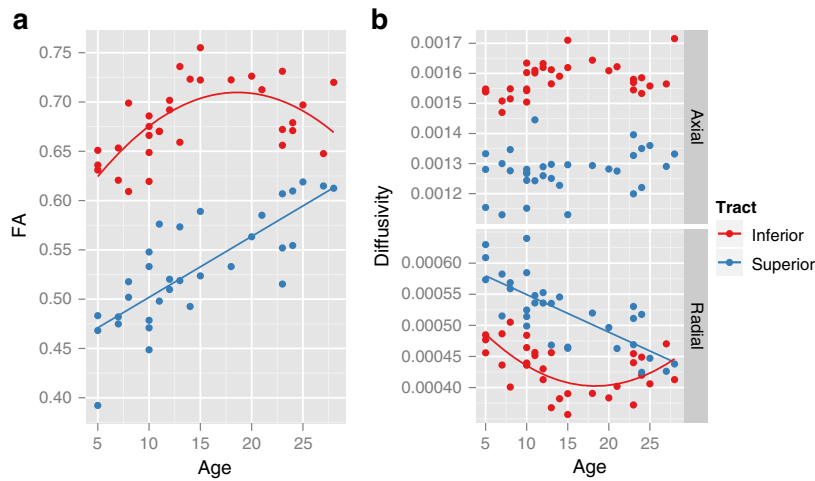 a
0.75
0.70
0.65
0.60
0.55
0.50
0.45
0.40
FA
5 10 15 20 25
Age
b
0.0017
0.0016
0.0015
0.0014
0.0013
0.0012
Axial
Diffusivity
0.00060
0.00050
0.00045
0.00040
Radial
5 10 15 20 25
Age
Tract
Inferior
Superior